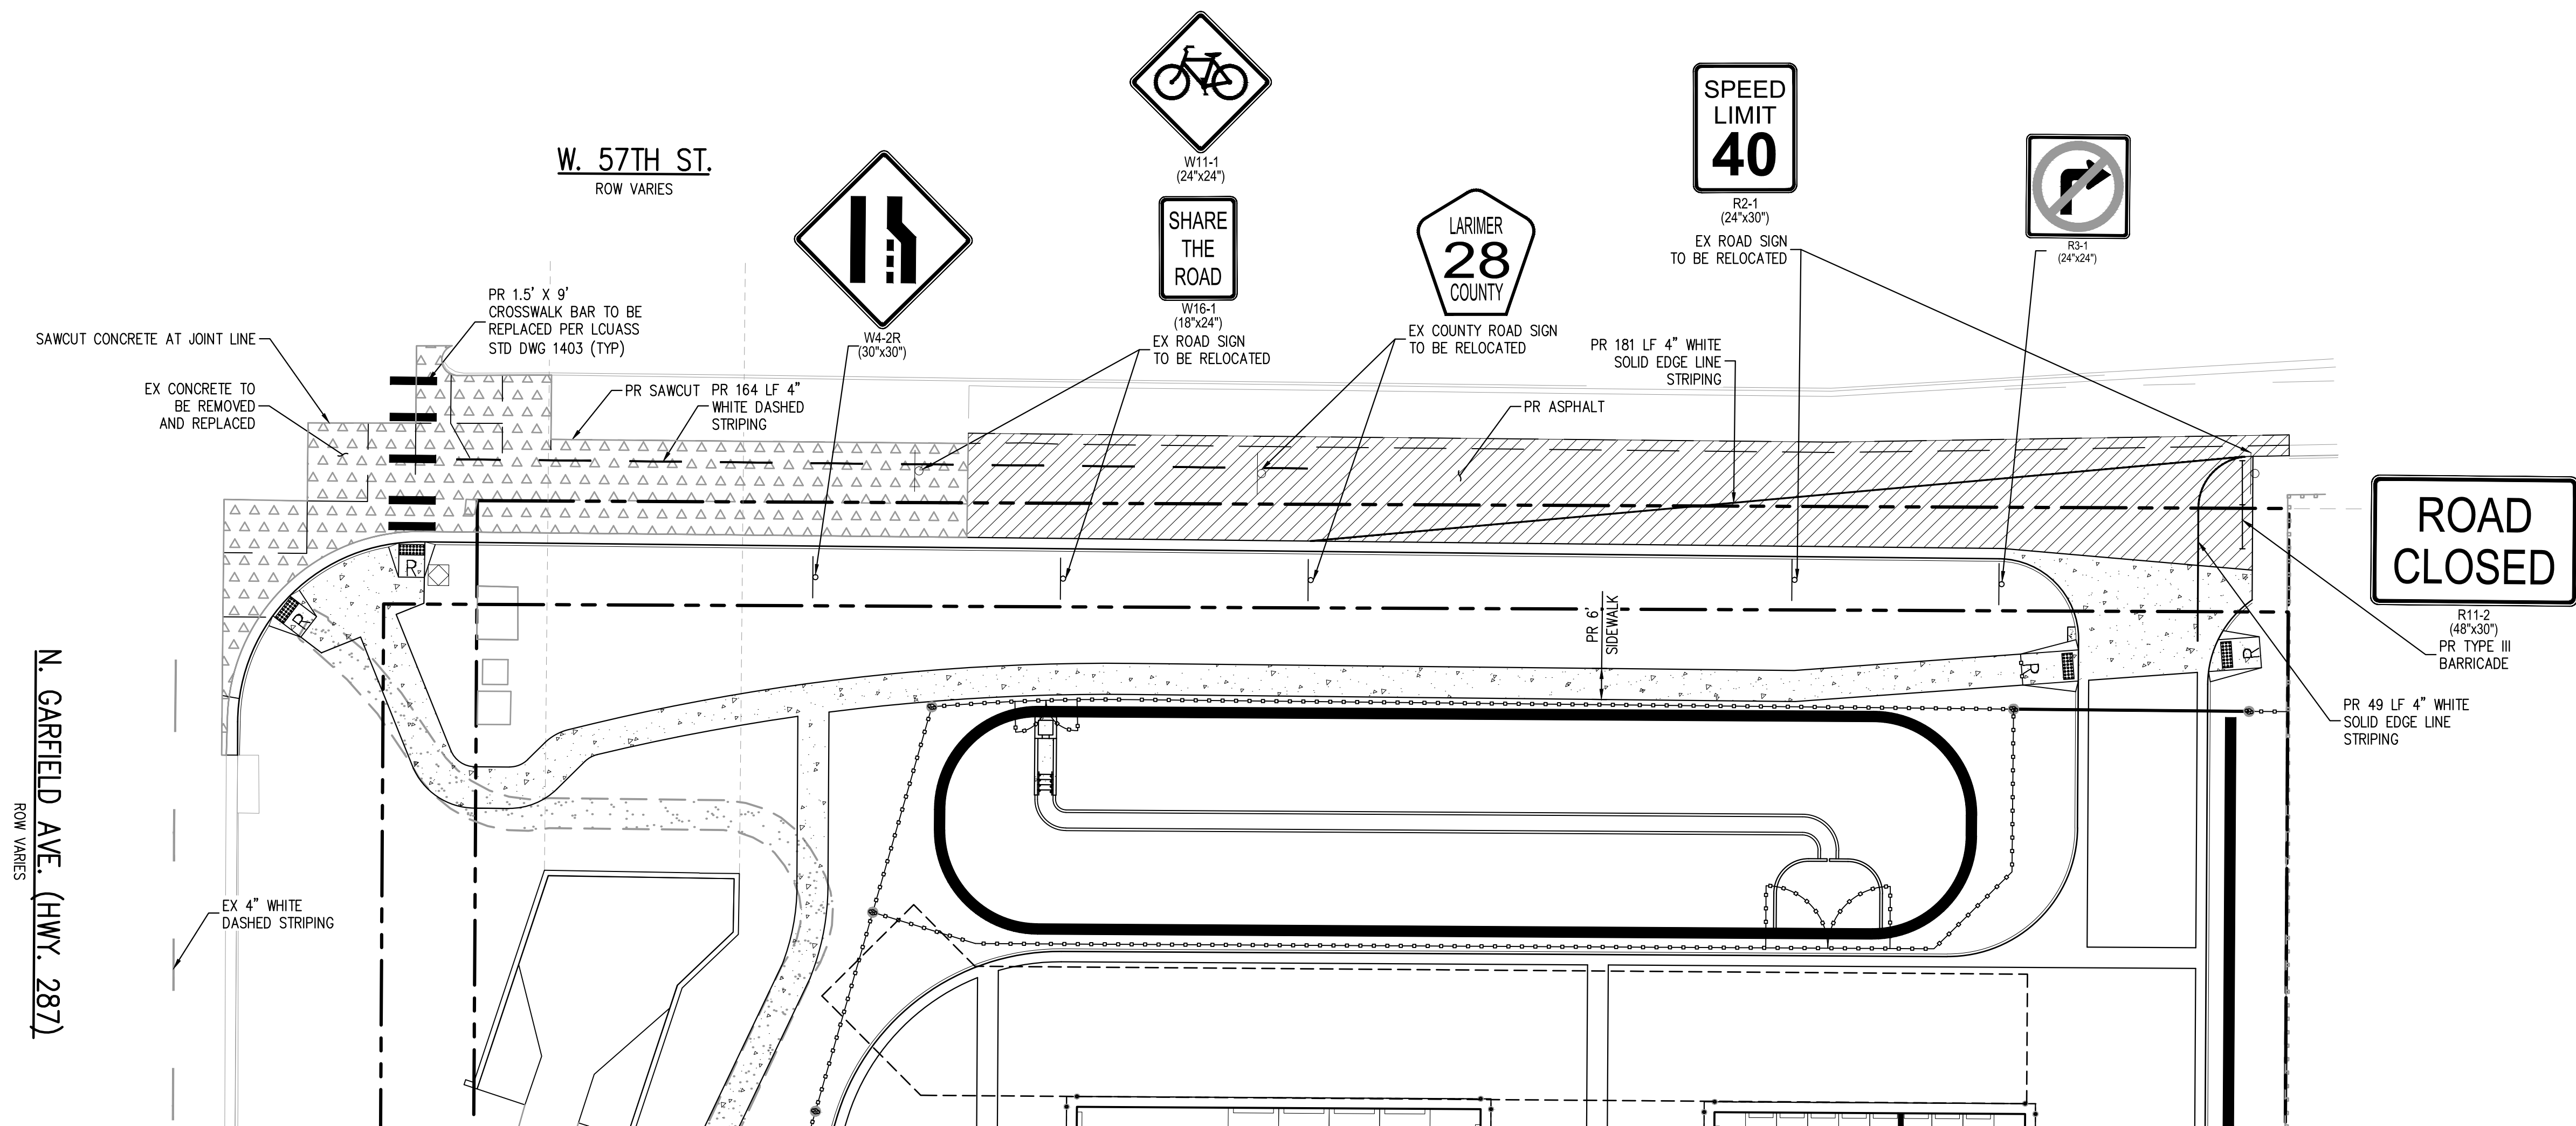 W. 57TH ST.
ROW VARIES
W11-1
(24"x24")
SHARE
THE
ROAD
W16-1
(18"x24")
EX ROAD SIGN
TO BE RELOCATED
W4-2R
(30"x30")
LARIMER
28
COUNTY
EX COUNTY ROAD SIGN
TO BE RELOCATED
SPEED
LIMIT
40
R2-1
(24"x30")
EX ROAD SIGN
TO BE RELOCATED
R3-1
(24"x24")
PR 1.5' X 9'
CROSSWALK BAR TO BE
REPLACED PER LCUASS
STD DWG 1403 (TYP)
SAWCUT CONCRETE AT JOINT LINE
EX CONCRETE TO
BE REMOVED
AND REPLACED
PR SAWCUT
PR 164 LF 4"
WHITE DASHED
STRIPING
PR 181 LF 4" WHITE
SOLID EDGE LINE
STRIPING
PR ASPHALT
ROAD
CLOSED
R11-2
(48"x30")
PR TYPE III
BARRICADE
PR 49 LF 4" WHITE
SOLID EDGE LINE
STRIPING
R
R
R
R
PR 6'
SIDEWALK
N. GARFIELD AVE. (HWY. 287)
ROW VARIES
EX 4" WHITE
DASHED STRIPING